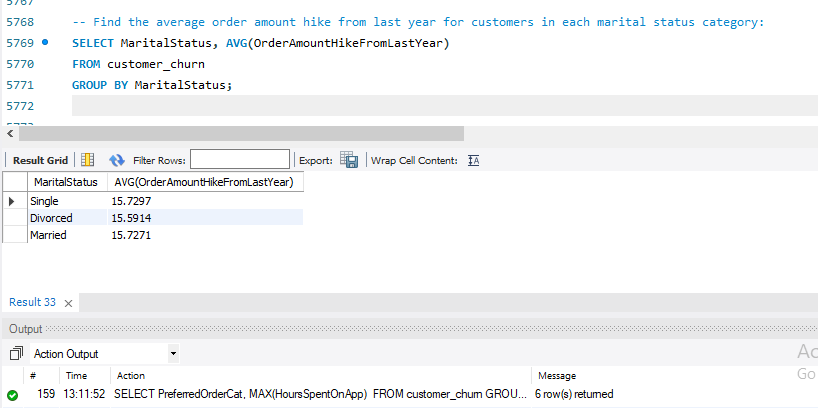 5767
5768 -- Find the average order amount hike from last year for customers in each marital status category:
5769 SELECT MaritalStatus, AVG(OrderAmountHikeFromLastYear)
5770 FROM customer_churn
5771 GROUP BY MaritalStatus;
5772
Result Grid Filter Rows: Export: Wrap Cell Content:
MaritalStatus AVG(OrderAmountHikeFromLastYear)
Single 15.7297
Divorced 15.5914
Married 15.7271
Result 33
Output
Action Output
# Time Action Message
159 13:11:52 SELECT PreferredOrderCat, MAX(HoursSpentOnApp) FROM customer_churn GROU... 6 row(s) returned
Ac
Go